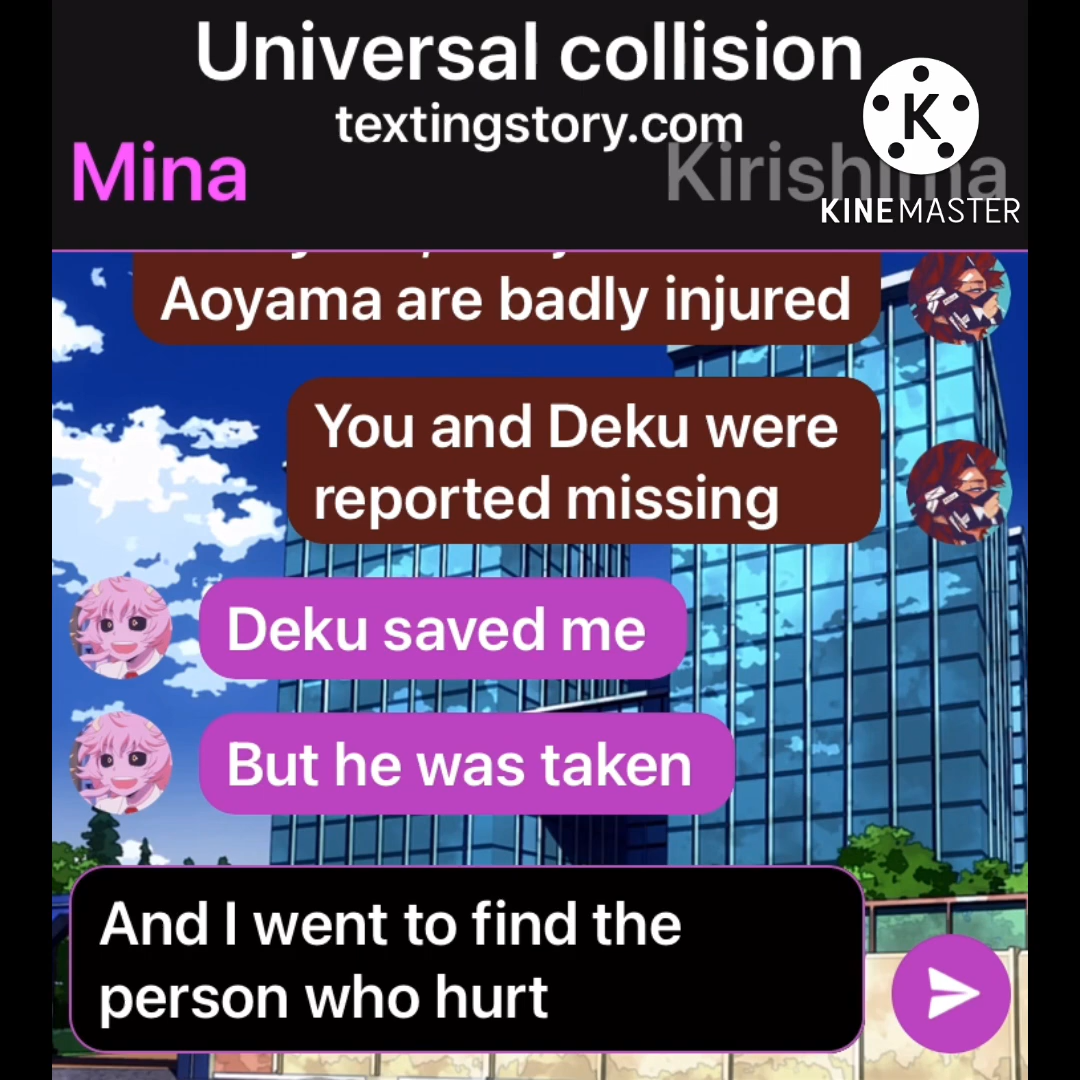 Universal collision
textingstory.com
Mina
Kirishima
K
KINEMASTER
Aoyama are badly injured
You and Deku were
reported missing
Deku saved me
But he was taken
And I went to find the
person who hurt